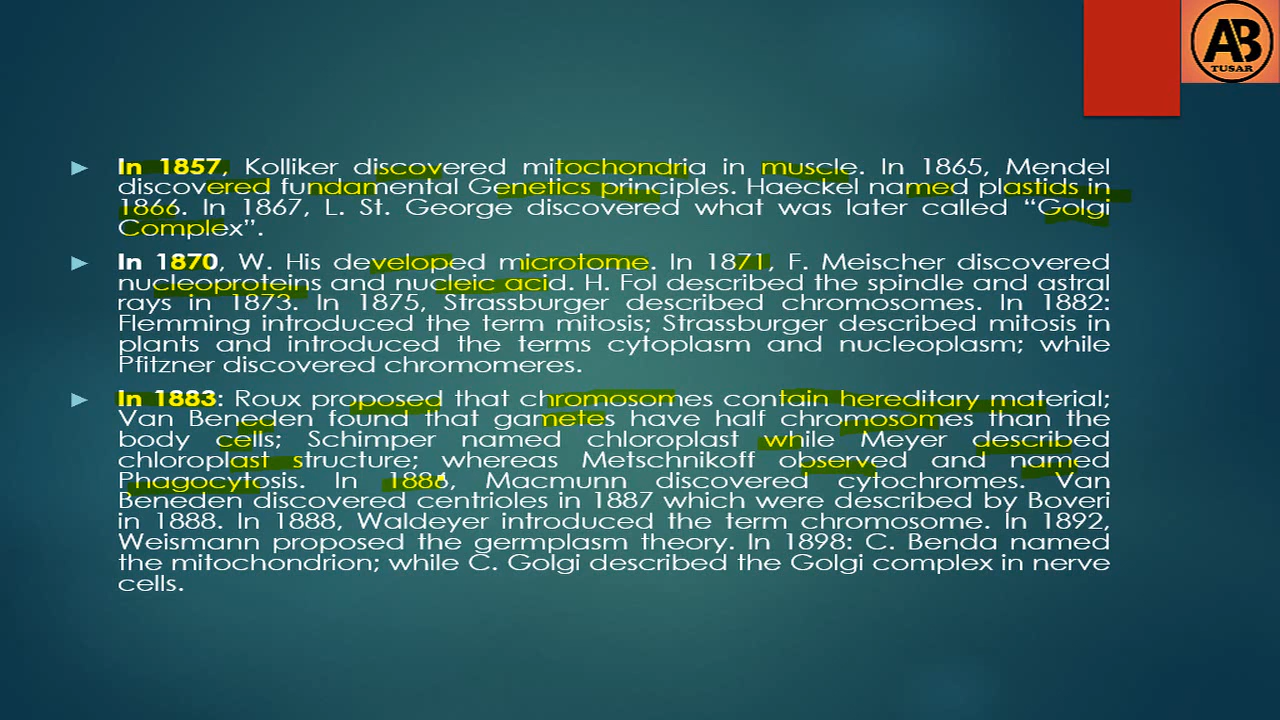 AB
TUSAR
► In 1857, Kolliker discovered mitochondria in muscle. In 1865, Mendel
discovered fundamental Genetics principles. Haeckel named plastids in
1866. In 1867, L. St. George discovered what was later called “Golgi
Complex”.
► In 1870, W. His developed microtome. In 1871, F. Meischer discovered
nucleoproteins and nucleic acid. H. Fol described the spindle and astral
rays in 1873. In 1875, Strassburger described chromosomes. In 1882:
Flemming introduced the term mitosis; Strassburger described mitosis in
plants and introduced the terms cytoplasm and nucleoplasm; while
Pfitzner discovered chromomeres.
► In 1883: Roux proposed that chromosomes contain hereditary material;
Van Beneden found that gametes have half chromosomes than the
body cells; Schimper named chloroplast while Meyer described
chloroplast structure; whereas Metschnikoff observed and named
Phagocytosis. In 1886, Macmunn discovered cytochromes. Van
Beneden discovered centrioles in 1887 which were described by Boveri
in 1888. In 1888, Waldeyer introduced the term chromosome. In 1892,
Weismann proposed the germplasm theory. In 1898: C. Benda named
the mitochondrion; while C. Golgi described the Golgi complex in nerve
cells.